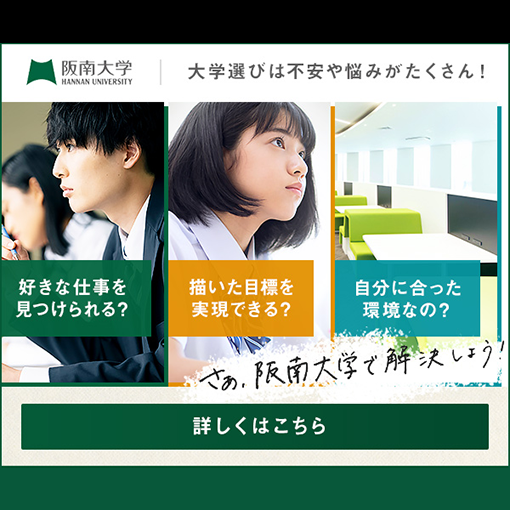 阪南大学
HANNAN UNIVERSITY
大学選びは不安や悩みがたくさん！
好きな仕事を
見つけられる？
描いた目標を
実現できる？
自分に合った
環境なの？
さぁ、阪南大学で解決しよう！
詳しくはこちら